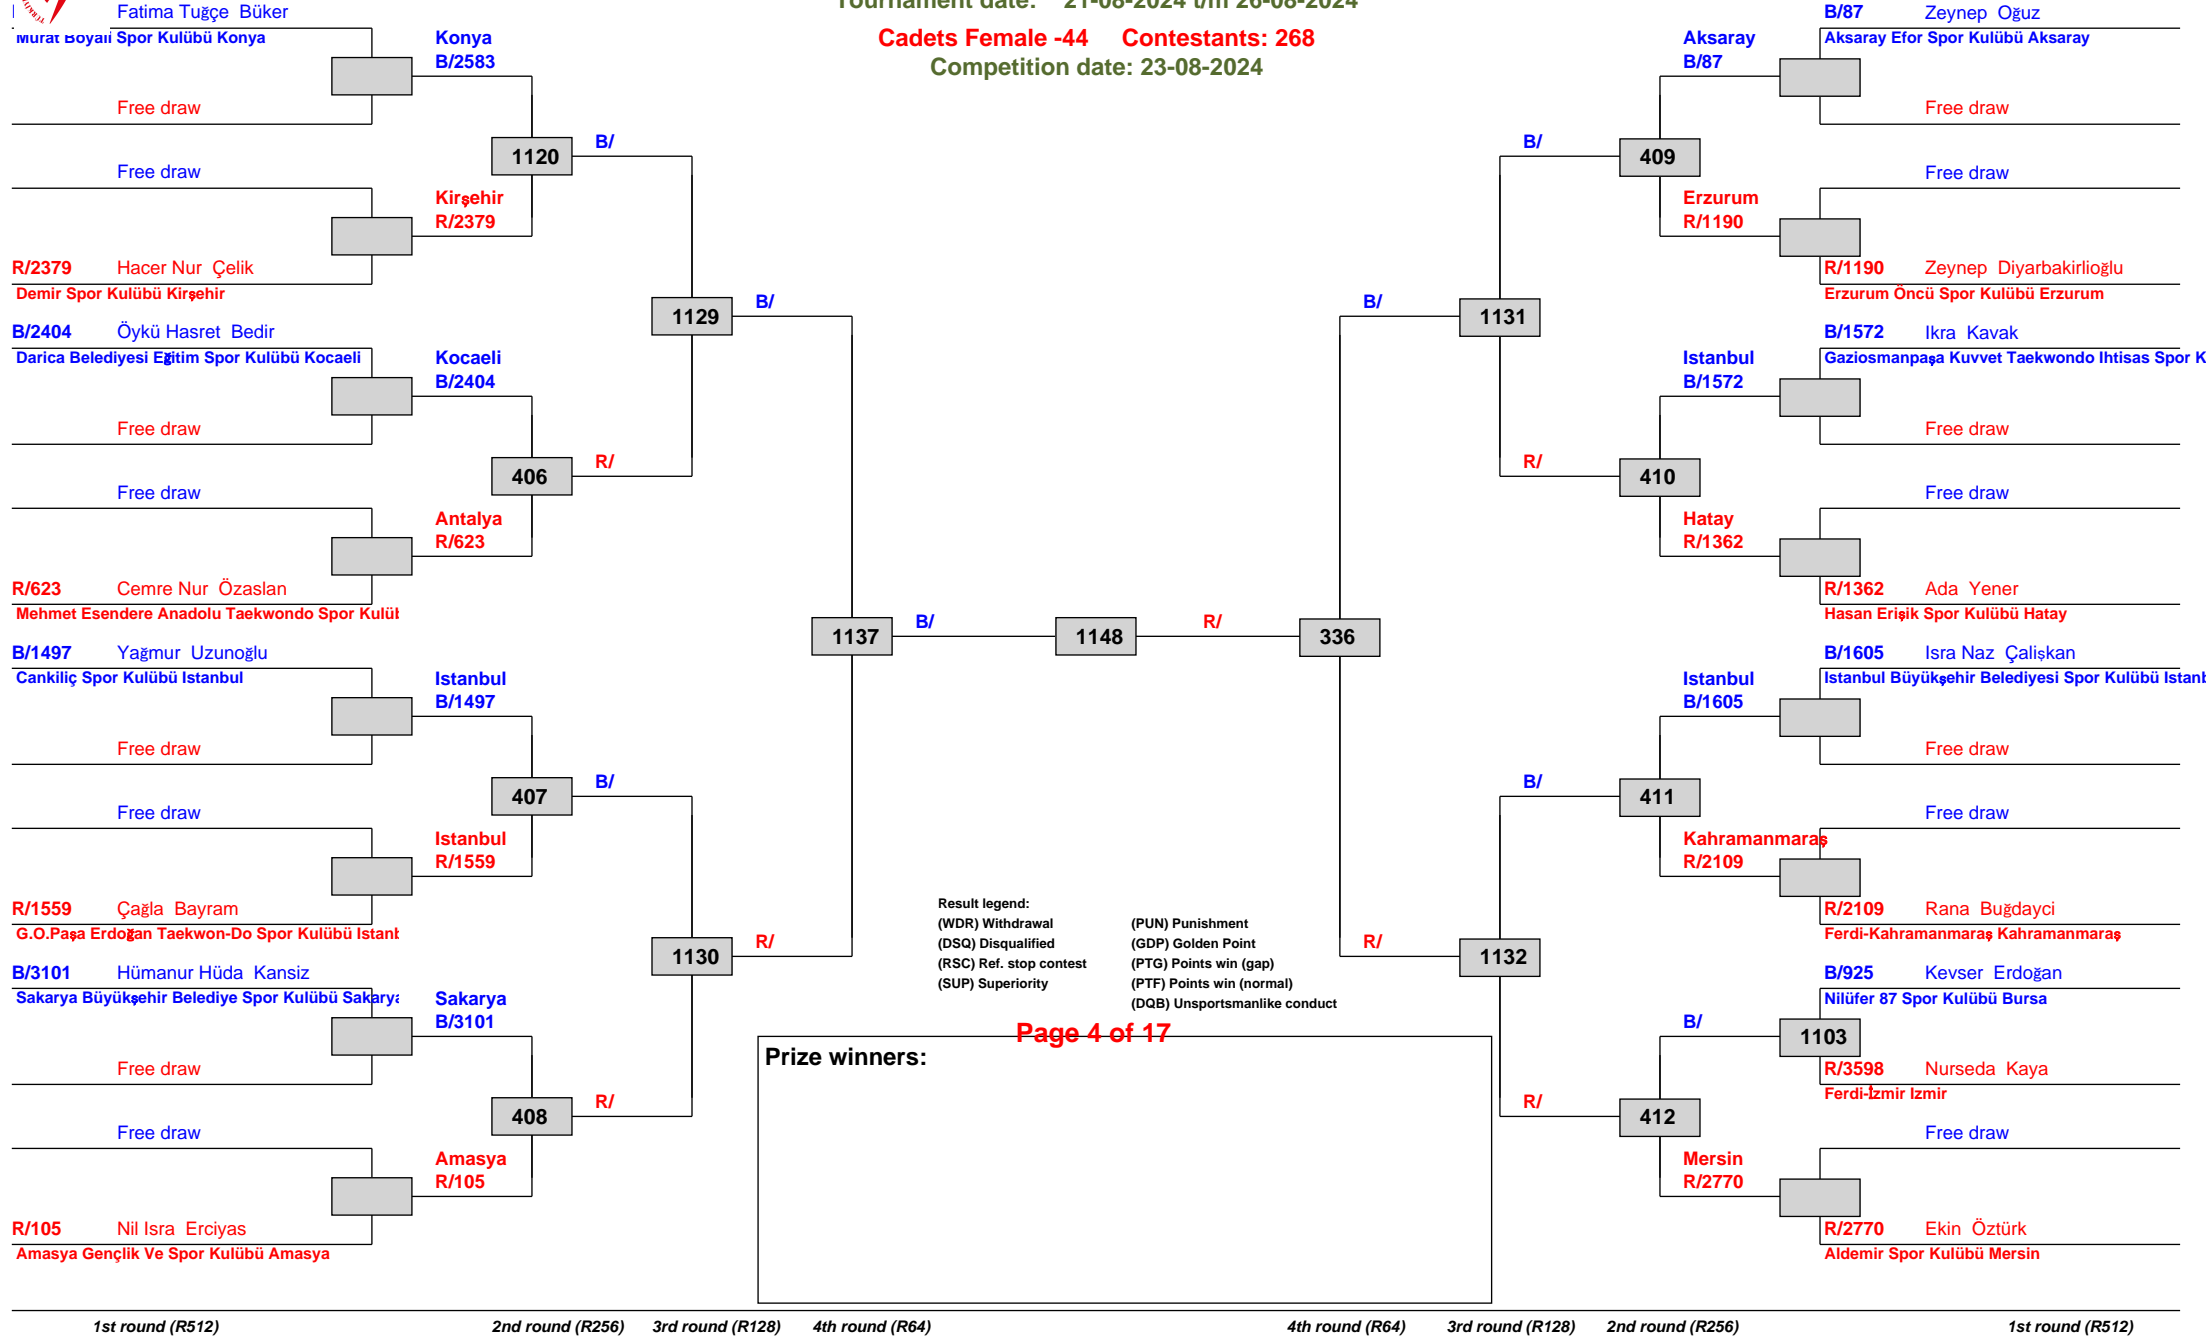 Tournament date: 21-08-2024 t/m 26-08-2024
Cadets Female -44 Contestants: 268
Competition date: 23-08-2024
Fatima Tuğçe Büker
Murat Boyali Spor Kulübü Konya
Free draw
Free draw
R/2379 Hacer Nur Çelik
Demir Spor Kulübü Kirşehir
B/2404 Öykü Hasret Bedir
Darica Belediyesi Eğitim Spor Kulübü Kocaeli
Free draw
Free draw
R/623 Cemre Nur Özaslan
Mehmet Esendere Anadolu Taekwondo Spor Kulüb
B/1497 Yağmur Uzunoğlu
Cankiliç Spor Kulübü Istanbul
Free draw
Free draw
R/1559 Çağla Bayram
G.O.Paşa Erdoğan Taekwon-Do Spor Kulübü Istanb
B/3101 Hümanur Hüda Kansiz
Sakarya Büyükşehir Belediye Spor Kulübü Sakarya
Free draw
Free draw
R/105 Nil Isra Erciyas
Amasya Gençlik Ve Spor Kulübü Amasya
Konya
B/2583
Kirşehir
R/2379
Kocaeli
B/2404
Antalya
R/623
Istanbul
B/1497
Istanbul
R/1559
Sakarya
B/3101
Amasya
R/105
1120
406
407
408
B/
R/
B/
R/
1129
1130
B/
R/
1137
B/
1148
R/
336
B/
R/
1131
1132
B/
R/
B/
R/
409
410
411
412
Aksaray
B/87
Erzurum
R/1190
Istanbul
B/1572
Hatay
R/1362
Istanbul
B/1605
Kahramanmaraş
R/2109
B/
1103
Mersin
R/2770
B/87 Zeynep Oğuz
Aksaray Efor Spor Kulübü Aksaray
Free draw
Free draw
R/1190 Zeynep Diyarbakirlioğlu
Erzurum Öncü Spor Kulübü Erzurum
B/1572 Ikra Kavak
Gaziosmanpaşa Kuvvet Taekwondo Ihtisas Spor K
Free draw
Free draw
R/1362 Ada Yener
Hasan Erişik Spor Kulübü Hatay
B/1605 Isra Naz Çalişkan
Istanbul Büyükşehir Belediyesi Spor Kulübü Istanb
Free draw
Free draw
R/2109 Rana Buğdayci
Ferdi-Kahramanmaraş Kahramanmaraş
B/925 Kevser Erdoğan
Nilüfer 87 Spor Kulübü Bursa
R/3598 Nurseda Kaya
Ferdi-İzmir Izmir
Free draw
R/2770 Ekin Öztürk
Aldemir Spor Kulübü Mersin
Result legend:
(WDR) Withdrawal (PUN) Punishment
(DSQ) Disqualified (GDP) Golden Point
(RSC) Ref. stop contest (PTG) Points win (gap)
(SUP) Superiority (PTF) Points win (normal)
(DQB) Unsportsmanlike conduct
Page 4 of 17
Prize winners:
1st round (R512) 2nd round (R256) 3rd round (R128) 4th round (R64) 4th round (R64) 3rd round (R128) 2nd round (R256) 1st round (R512)